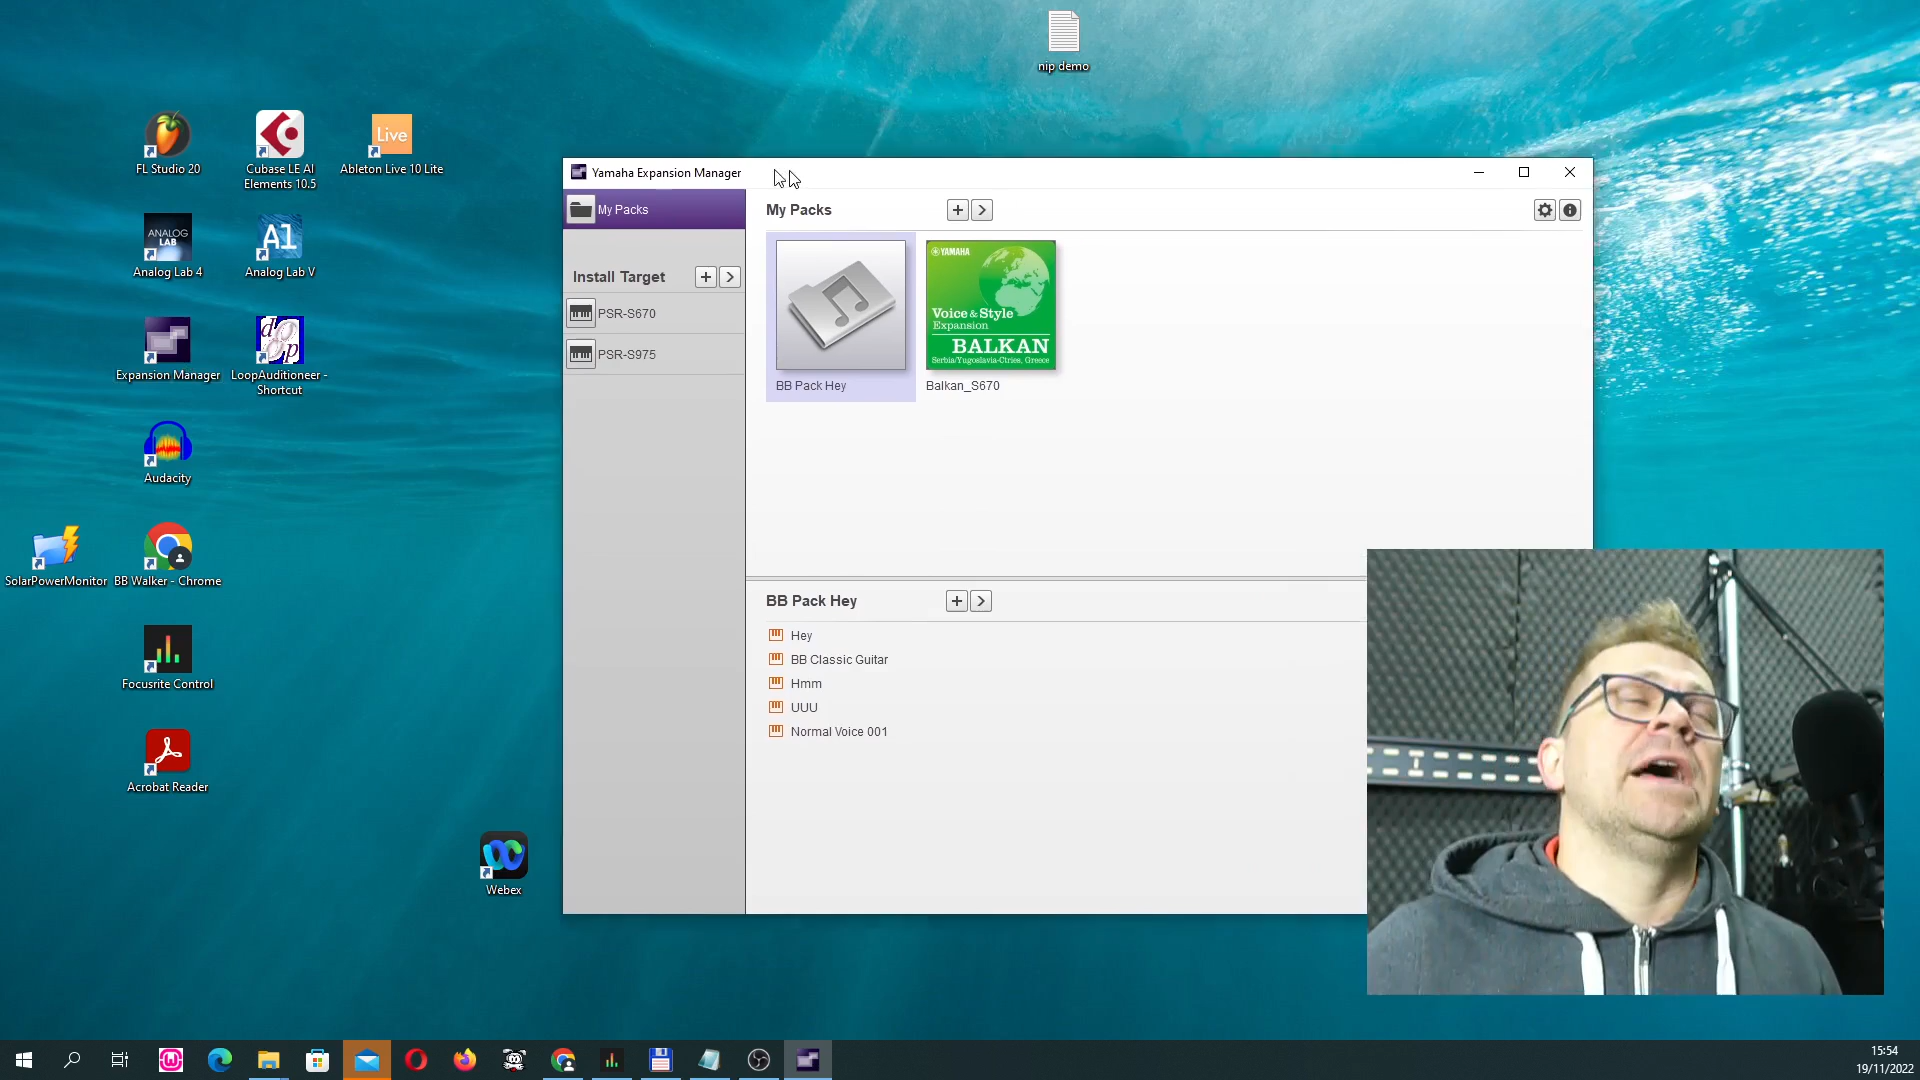 nip demo
FL Studio 20
Cubase LE AI
Elements 10.5
Live
Ableton Live 10 Lite
ANALOG
LAB
Analog Lab 4
Analog Lab V
Expansion Manager
LoopAuditioneer -
Shortcut
Audacity
SolarPowerMonitor
BB Walker - Chrome
Focusrite Control
Acrobat Reader
Webex
Yamaha Expansion Manager
My Packs
Install Target
PSR-S670
PSR-S975
My Packs
YAMAHA
Voice & Style
Expansion
BALKAN
Serbia/Yugoslavia-Ctries, Greece
BB Pack Hey
Balkan_S670
BB Pack Hey
Hey
BB Classic Guitar
Hmm
UUU
Normal Voice 001
15:54
19/11/2022